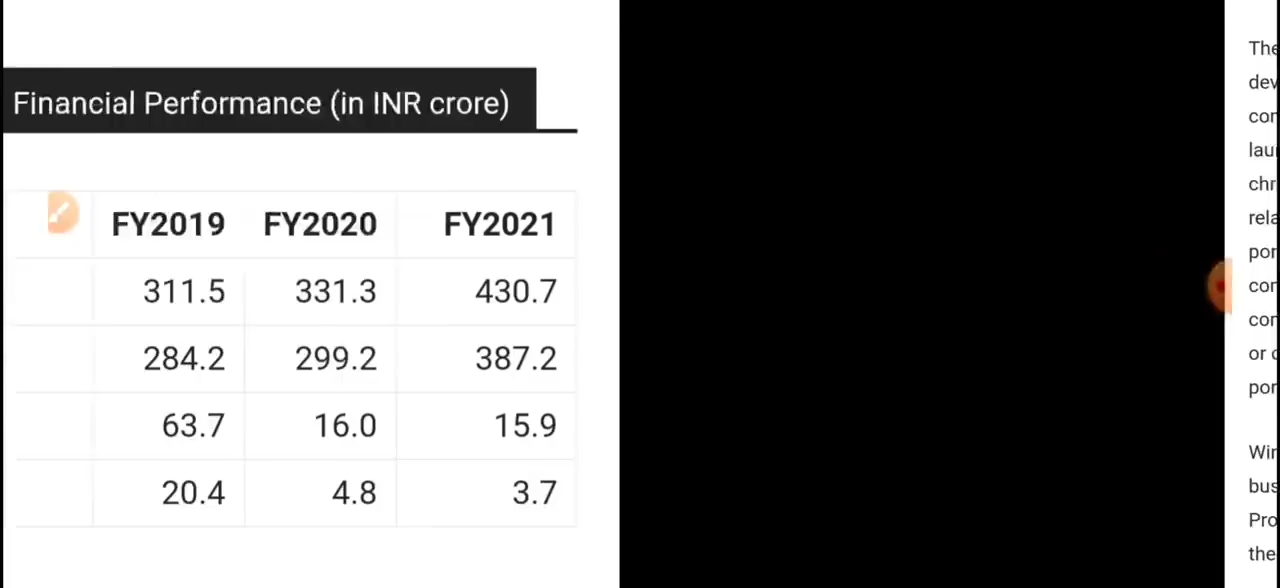 Financial Performance (in INR crore)
FY2019 FY2020 FY2021
311.5 331.3 430.7
284.2 299.2 387.2
63.7 16.0 15.9
20.4 4.8 3.7
The